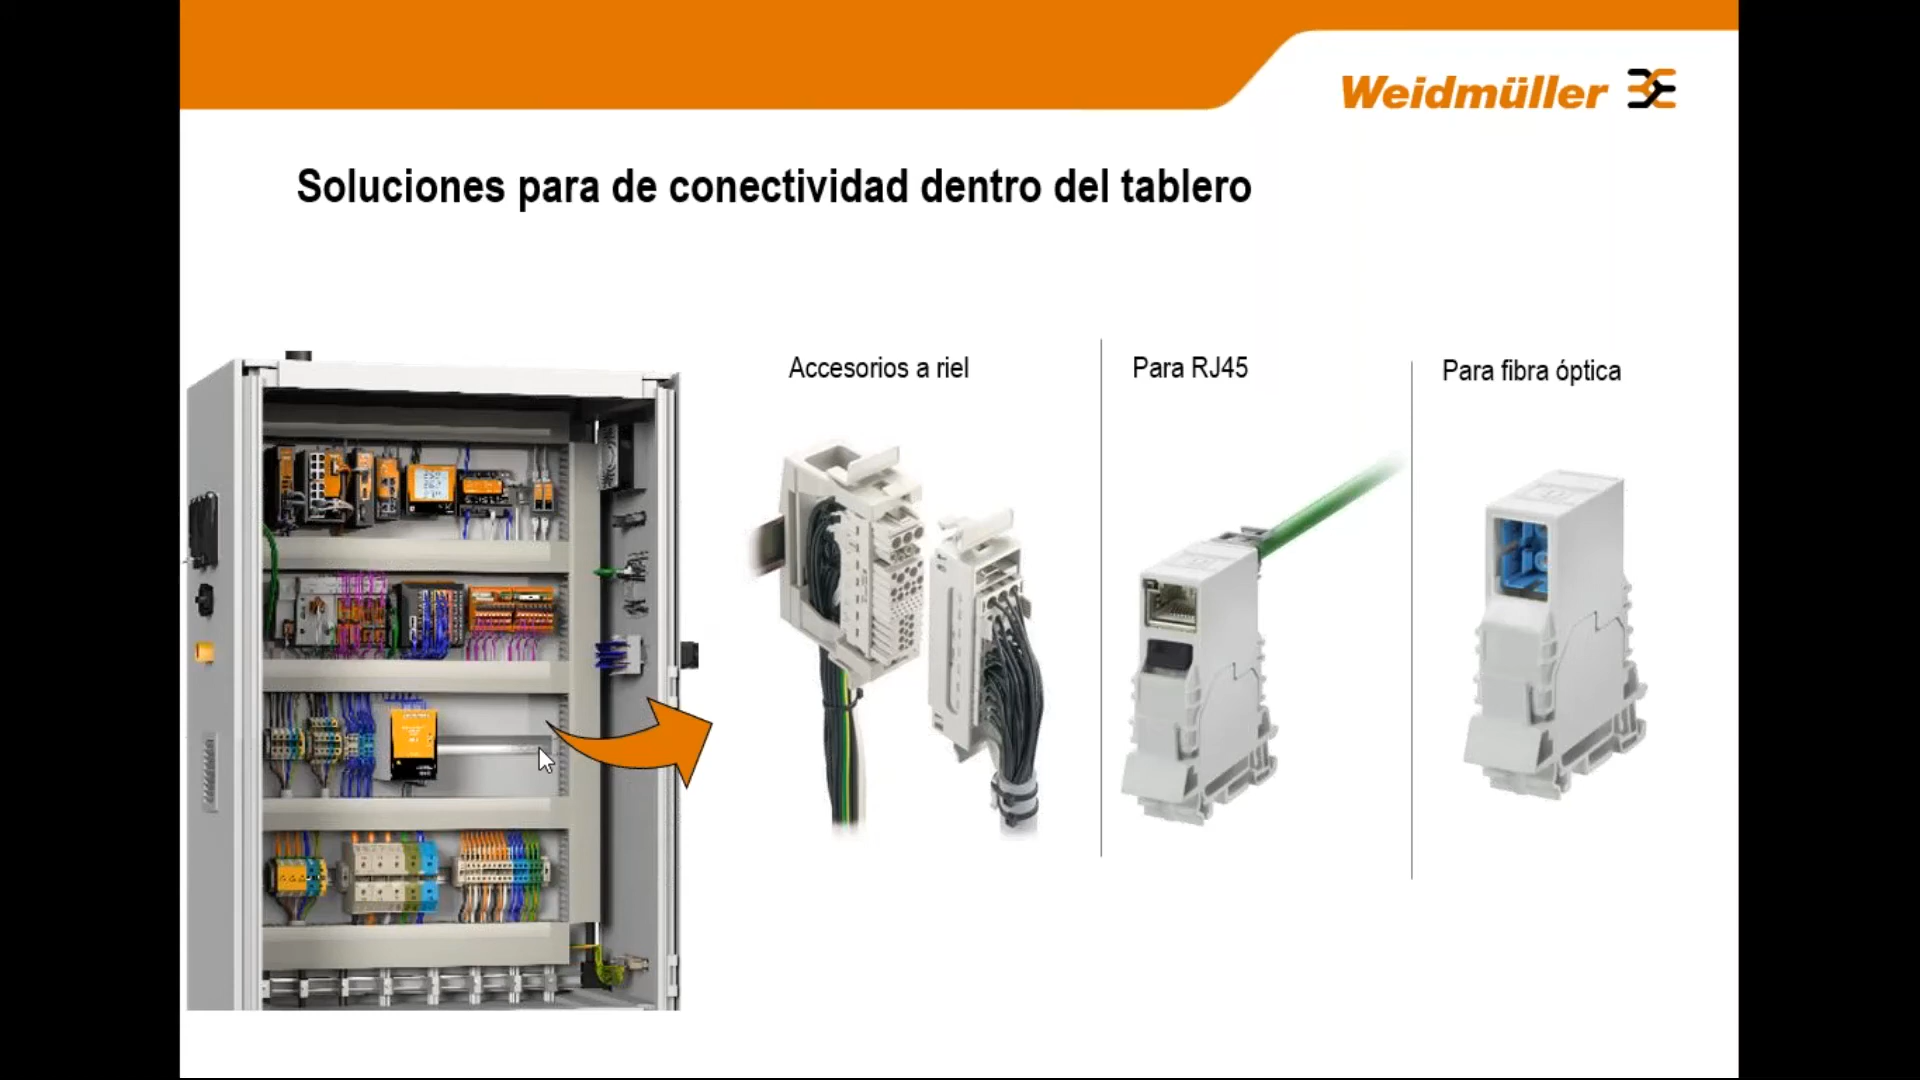 Weidmüller
Soluciones para de conectividad dentro del tablero
Accesorios a riel
Para RJ45
Para fibra óptica